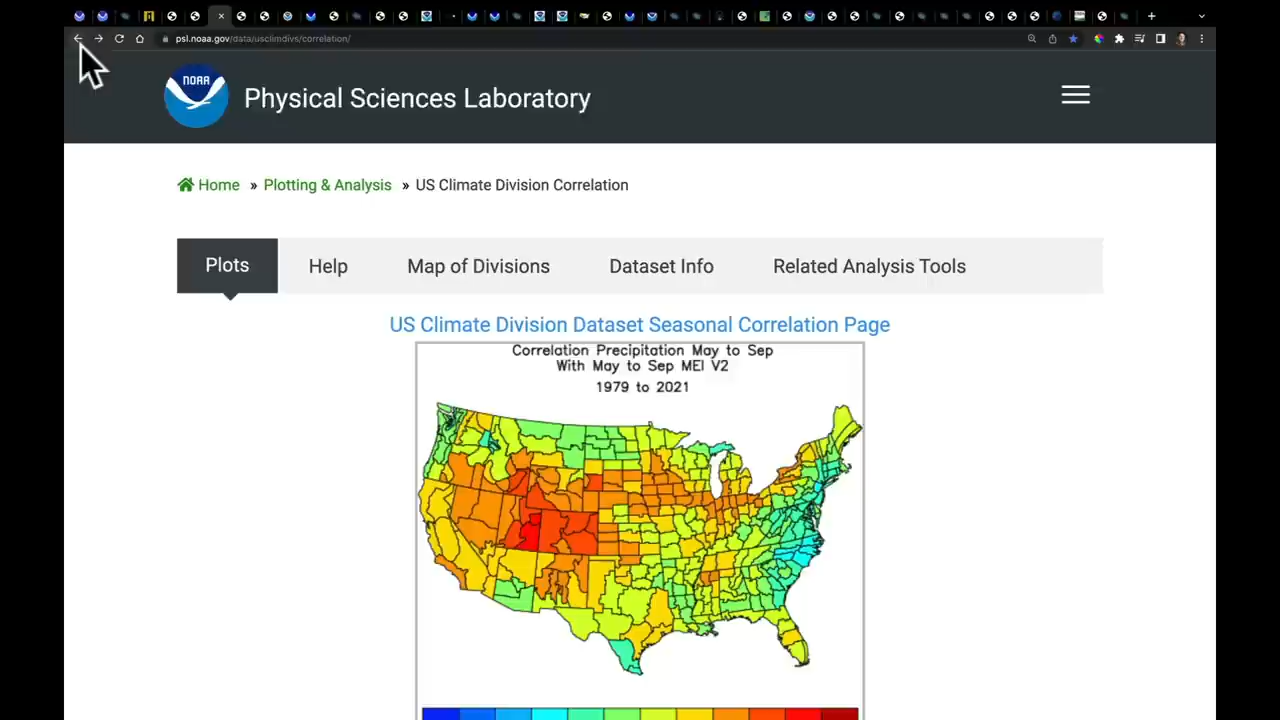 psl.noaa.gov/data/usclimdivs/correlation/
NOAA
Physical Sciences Laboratory
Home » Plotting & Analysis » US Climate Division Correlation
Plots Help Map of Divisions Dataset Info Related Analysis Tools
US Climate Division Dataset Seasonal Correlation Page
Correlation Precipitation May to Sep
With May to Sep MEI V2
1979 to 2021